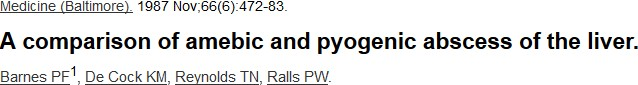 Medicine (Baltimore). 1987 Nov;66(6):472-83.
A comparison of amebic and pyogenic abscess of the liver.
Barnes PF1, De Cock KM, Reynolds TN, Ralls PW.